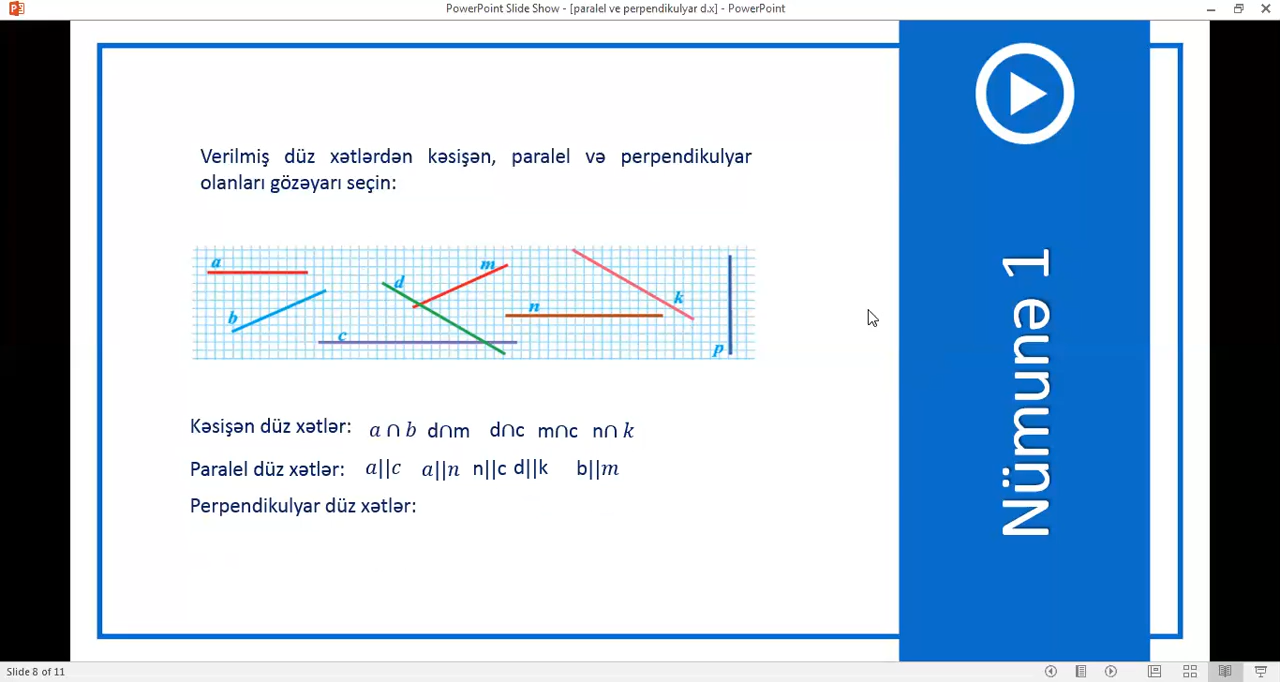 PowerPoint Slide Show - [paralel ve perpendikulyar d.x] - PowerPoint
Verilmiş düz xətlərdən kəsişən, paralel və perpendikulyar
olanları gözəyarı seçin:
a
b
c
d
m
n
k
p
Kəsişən düz xətlər: a ∩ b d∩m d∩c m∩c n∩ k
Paralel düz xətlər: a||c a||n n||c d||k b||m
Perpendikulyar düz xətlər:
Nümunə 1
Slide 8 of 11